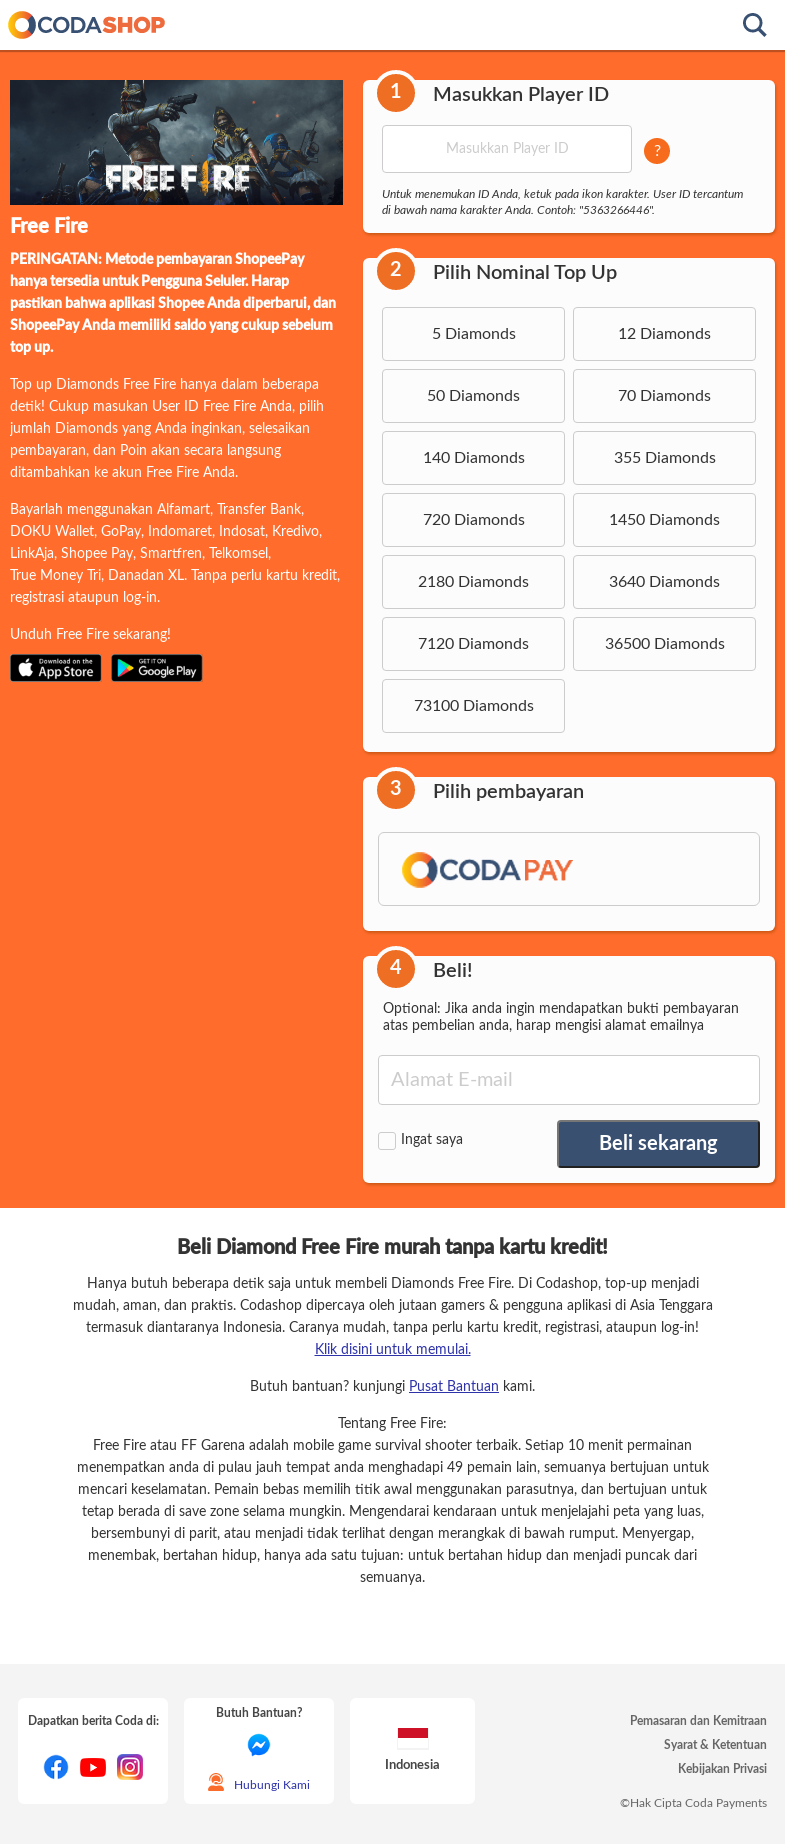 CODASHOP
FREE FIRE
Free Fire
PERINGATAN: Metode pembayaran ShopeePay
hanya tersedia untuk Pengguna Seluler. Harap
pastikan bahwa aplikasi Shopee Anda diperbarui, dan
ShopeePay Anda memiliki saldo yang cukup sebelum
top up.
Top up Diamonds Free Fire hanya dalam beberapa
detik! Cukup masukan User ID Free Fire Anda, pilih
jumlah Diamonds yang Anda inginkan, selesaikan
pembayaran, dan Poin akan secara langsung
ditambahkan ke akun Free Fire Anda.
Bayarlah menggunakan Alfamart, Transfer Bank,
DOKU Wallet, GoPay, Indomaret, Indosat, Kredivo,
LinkAja, Shopee Pay, Smartfren, Telkomsel,
True Money Tri, Danadan XL. Tanpa perlu kartu kredit,
registrasi ataupun log-in.
Unduh Free Fire sekarang!
Download on the
App Store
GET IT ON
Google Play
1 Masukkan Player ID
Masukkan Player ID ?
Untuk menemukan ID Anda, ketuk pada ikon karakter. User ID tercantum
di bawah nama karakter Anda. Contoh: "5363266446".
2 Pilih Nominal Top Up
5 Diamonds 12 Diamonds
50 Diamonds 70 Diamonds
140 Diamonds 355 Diamonds
720 Diamonds 1450 Diamonds
2180 Diamonds 3640 Diamonds
7120 Diamonds 36500 Diamonds
73100 Diamonds
3 Pilih pembayaran
CODAPAY
4 Beli!
Optional: Jika anda ingin mendapatkan bukti pembayaran
atas pembelian anda, harap mengisi alamat emailnya
Alamat E-mail
Ingat saya Beli sekarang
Beli Diamond Free Fire murah tanpa kartu kredit!
Hanya butuh beberapa detik saja untuk membeli Diamonds Free Fire. Di Codashop, top-up menjadi
mudah, aman, dan praktis. Codashop dipercaya oleh jutaan gamers & pengguna aplikasi di Asia Tenggara
termasuk diantaranya Indonesia. Caranya mudah, tanpa perlu kartu kredit, registrasi, ataupun log-in!
Klik disini untuk memulai.
Butuh bantuan? kunjungi Pusat Bantuan kami.
Tentang Free Fire:
Free Fire atau FF Garena adalah mobile game survival shooter terbaik. Setiap 10 menit permainan
menempatkan anda di pulau jauh tempat anda menghadapi 49 pemain lain, semuanya bertujuan untuk
mencari keselamatan. Pemain bebas memilih titik awal menggunakan parasutnya, dan bertujuan untuk
tetap berada di save zone selama mungkin. Mengendarai kendaraan untuk menjelajahi peta yang luas,
bersembunyi di parit, atau menjadi tidak terlihat dengan merangkak di bawah rumput. Menyergap,
menembak, bertahan hidup, hanya ada satu tujuan: untuk bertahan hidup dan menjadi puncak dari
semuanya.
Dapatkan berita Coda di:
Butuh Bantuan?
Hubungi Kami
Indonesia
Pemasaran dan Kemitraan
Syarat & Ketentuan
Kebijakan Privasi
©Hak Cipta Coda Payments